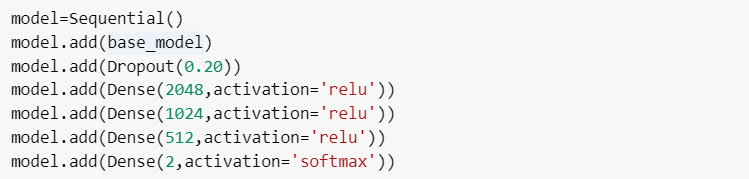 model=Sequential()
model.add(base_model)
model.add(Dropout(0.20))
model.add(Dense(2048,activation='relu'))
model.add(Dense(1024,activation='relu'))
model.add(Dense(512,activation='relu'))
model.add(Dense(2,activation='softmax'))